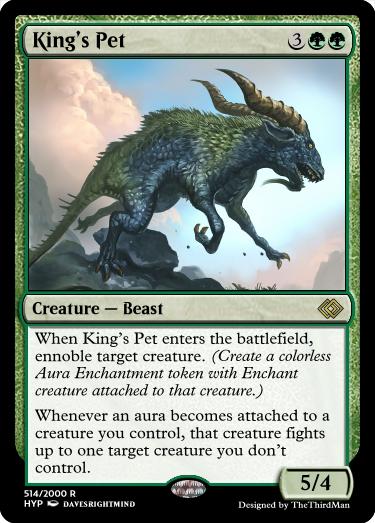 King's Pet 3
Creature — Beast
When King's Pet enters the battlefield,
ennoble target creature. (Create a colorless
Aura Enchantment token with Enchant
creature attached to that creature.)
Whenever an aura becomes attached to a
creature you control, that creature fights
up to one target creature you don't
control.
5/4
514/2000 R
HYP DAVESRIGHTMIND
Designed by TheThirdMan